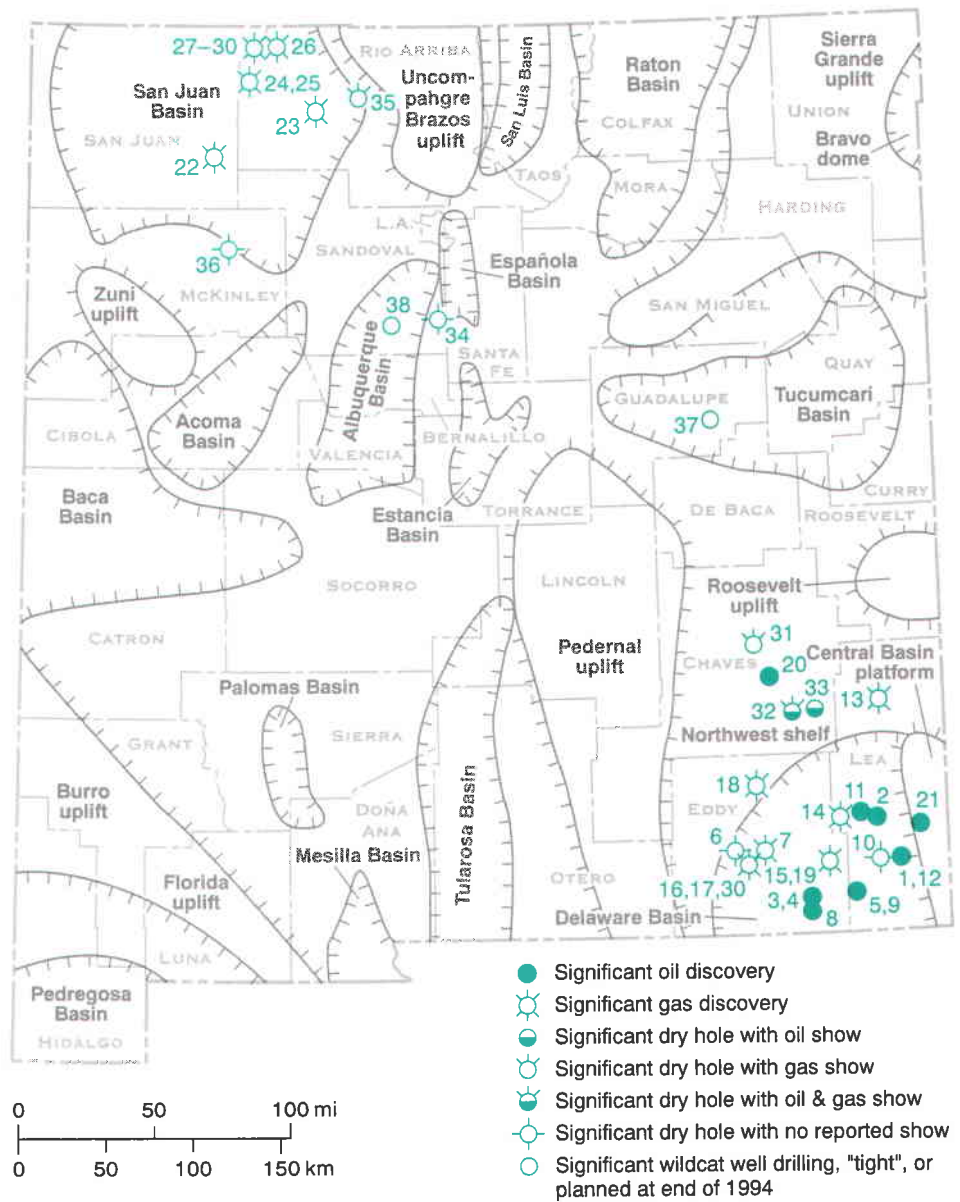 27–30
26
RIO ARRIBA
Uncom-
pahgre
Brazos
uplift
San Luis Basin
Raton
Basin
COLFAX
Sierra
Grande
uplift
UNION
Bravo
dome
San Juan
Basin
24,25
35
23
SAN JUAN
22
TAOS
MORA
HARDING
L.A.
SANDOVAL
Española
Basin
36
MCKINLEY
Zuni
uplift
38
34
SAN MIGUEL
SANTA
FE
QUAY
Albuquerque
Basin
GUADALUPE
Tucumcari
Basin
37
Acoma
Basin
CIBOLA
BERNALILLO
VALENCIA
CURRY
Baca
Basin
Estancia
Basin
TORRANCE
DE BACA
ROOSEVELT
SOCORRO
LINCOLN
Roosevelt
uplift
CATRON
Pedernal
uplift
31
CHAVES
20
Central Basin
platform
33
13
32
Palomas Basin
Northwest shelf
SIERRA
GRANT
LEA
18
11
2
21
Burro
uplift
EDDY
14
DOÑA
ANA
Tularosa Basin
6
7
10
Mesilla Basin
15,19
1,12
Florida
uplift
OTERO
16,17,30
3,4
5,9
Delaware Basin
8
LUNA
Pedregosa
Basin
HIDALGO
Significant oil discovery
Significant gas discovery
Significant dry hole with oil show
Significant dry hole with gas show
Significant dry hole with oil & gas show
Significant dry hole with no reported show
Significant wildcat well drilling, "tight", or
planned at end of 1994
0 50 100 mi
0 50 100 150 km